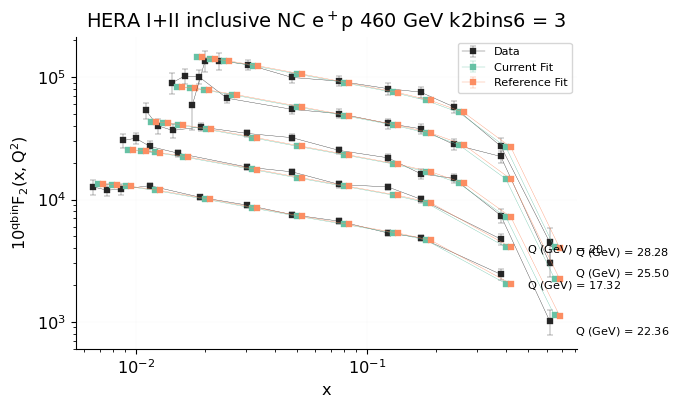 HERA I+II inclusive NC e⁺p 460 GeV k2bins6 = 3
Data
Current Fit
Reference Fit
10⁵
10⁴
10³
10^qbin F₂(x, Q²)
Q (GeV) = 20
Q (GeV) = 28.28
Q (GeV) = 25.50
Q (GeV) = 17.32
Q (GeV) = 22.36
10⁻²
10⁻¹
x